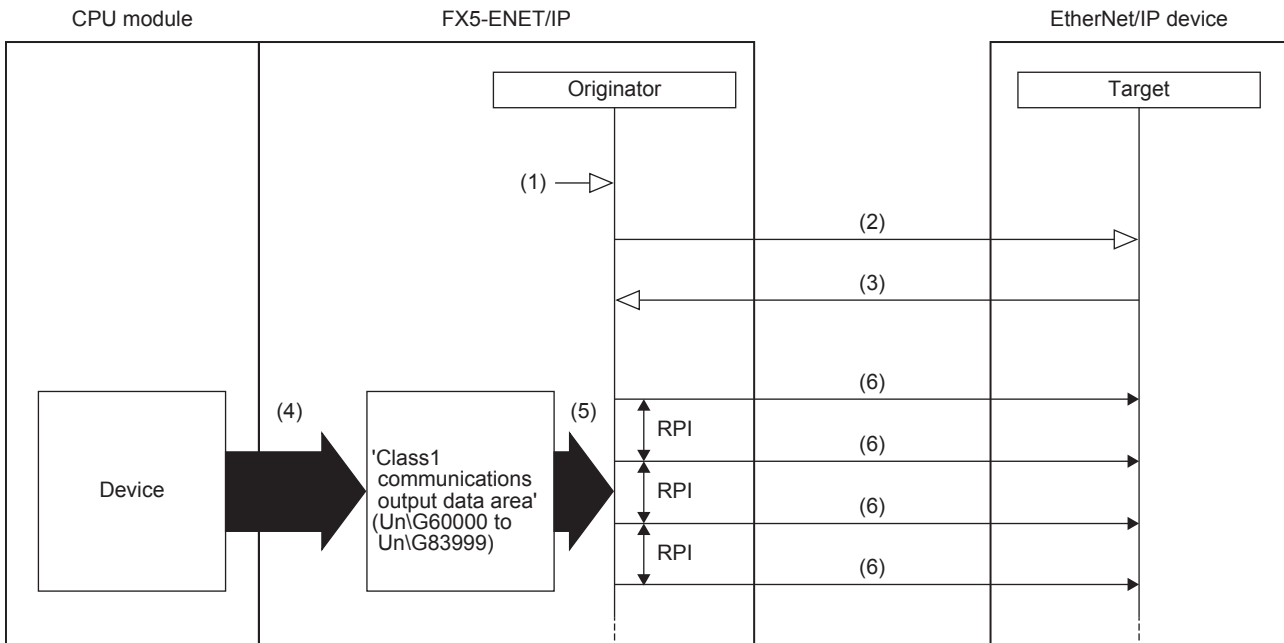 CPU module
FX5-ENET/IP
EtherNet/IP device
Originator
Target
(1)
(2)
(3)
(4)
(5)
(6)
RPI
(6)
Device
'Class1
communications
output data area'
(Un\G60000 to
Un\G83999)
RPI
(6)
RPI
(6)